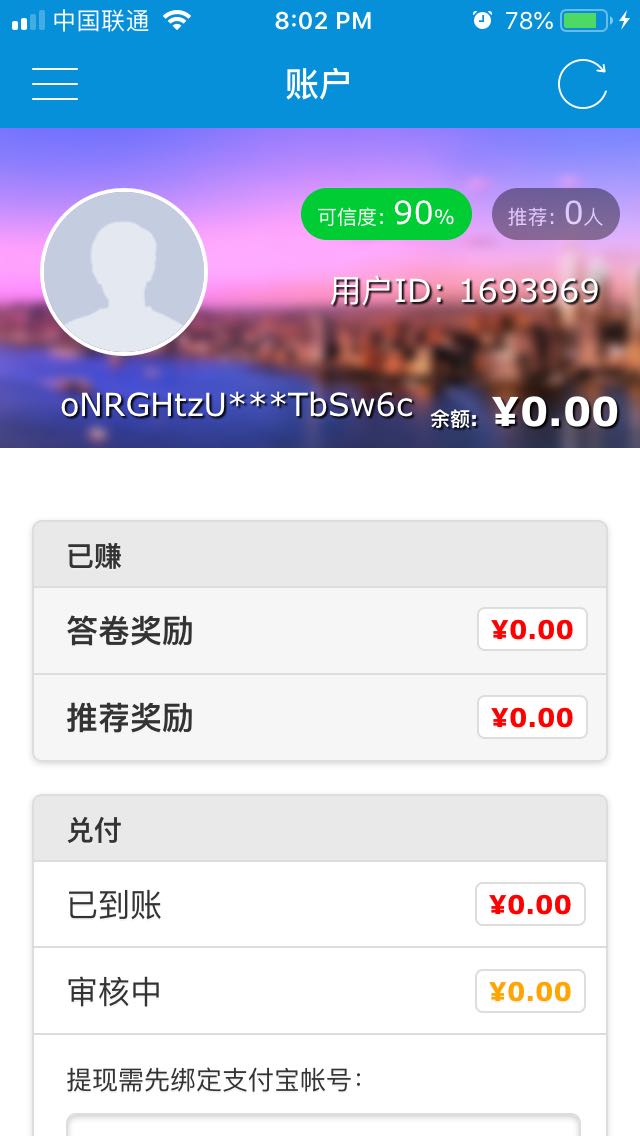 中国联通 8:02 PM 78%
账户
可信度: 90% 推荐: 0人
用户ID: 1693969
oNRGHtzU***TbSw6c 余额: ¥0.00
已赚
答卷奖励 ¥0.00
推荐奖励 ¥0.00
兑付
已到账 ¥0.00
审核中 ¥0.00
提现需先绑定支付宝帐号: